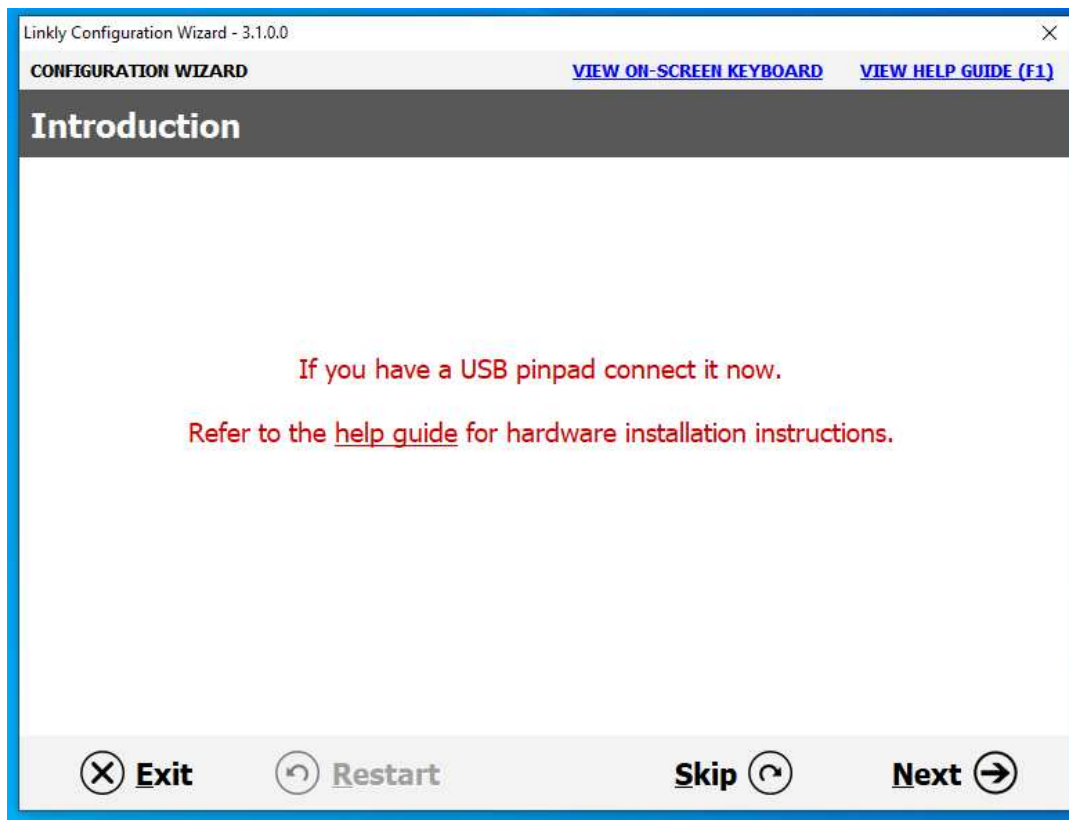 Linkly Configuration Wizard - 3.1.0.0
CONFIGURATION WIZARD VIEW ON-SCREEN KEYBOARD VIEW HELP GUIDE (F1)
Introduction
If you have a USB pinpad connect it now.
Refer to the help guide for hardware installation instructions.
Exit Restart Skip Next